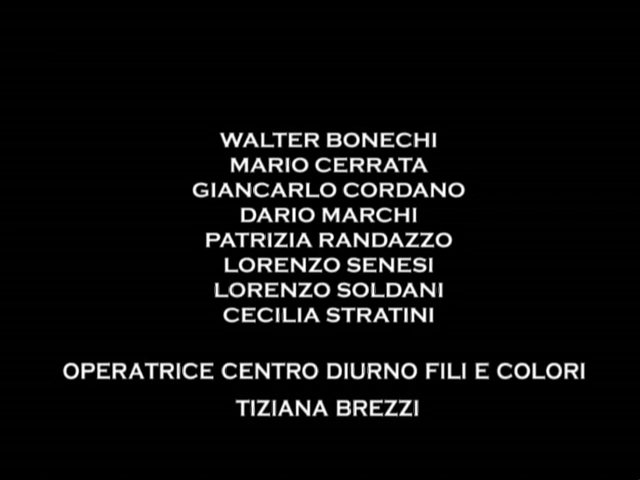 WALTER BONECHI
MARIO CERRATA
GIANCARLO CORDANO
DARIO MARCHI
PATRIZIA RANDAZZO
LORENZO SENESI
LORENZO SOLDANI
CECILIA STRATINI
OPERATRICE CENTRO DIURNO FILI E COLORI
TIZIANA BREZZI